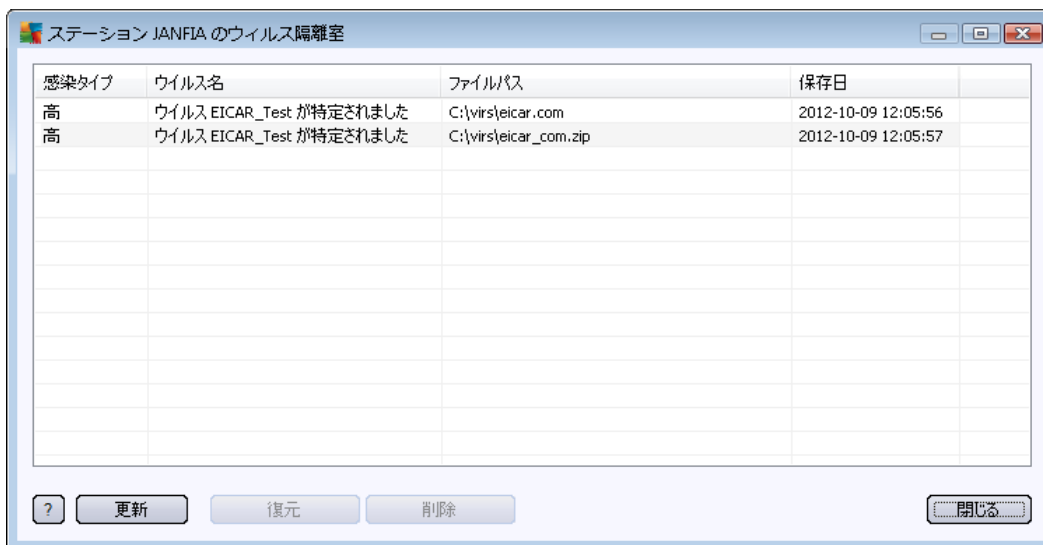 ステーション JANFIA のウィルス隔離室
感染タイプ ウイルス名 ファイルパス 保存日
高 ウイルス EICAR_Test が特定されました C:\virs\eicar.com 2012-10-09 12:05:56
高 ウイルス EICAR_Test が特定されました C:\virs\eicar_com.zip 2012-10-09 12:05:57
? 更新 復元 削除 閉じる